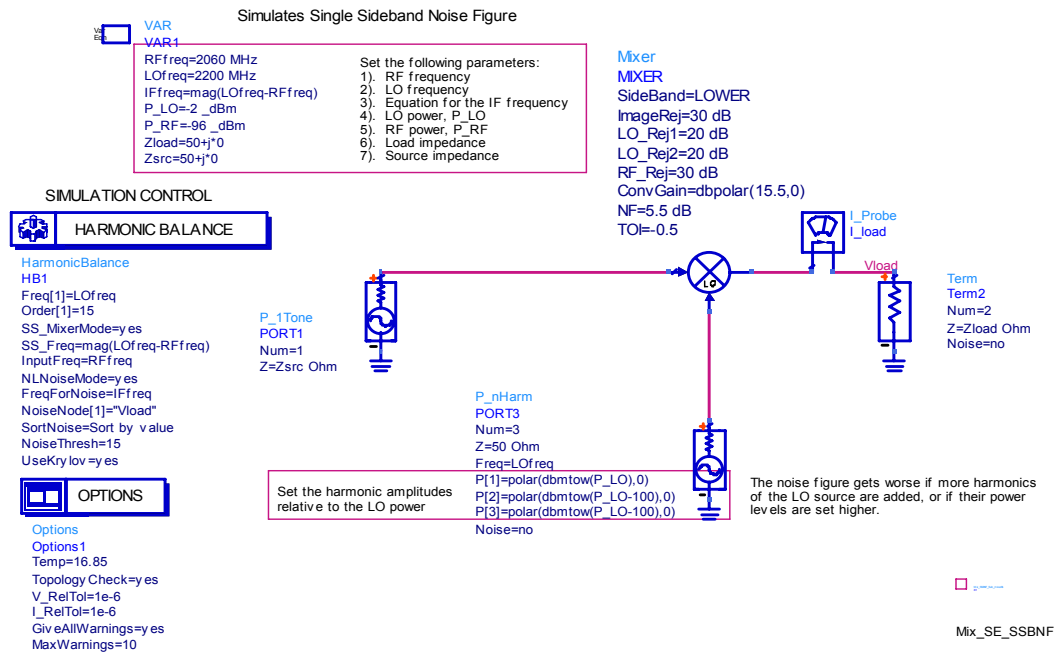 Simulates Single Sideband Noise Figure
Var
Eqn
VAR
VAR1
RFfreq=2060 MHz
LOfreq=2200 MHz
IFfreq=mag(LOfreq-RFfreq)
P_LO=-2 _dBm
P_RF=-96 _dBm
Zload=50+j*0
Zsrc=50+j*0
Set the following parameters:
1). RF frequency
2). LO frequency
3). Equation for the IF frequency
4). LO power, P_LO
5). RF power, P_RF
6). Load impedance
7). Source impedance
Mixer
MIXER
SideBand=LOWER
ImageRej=30 dB
LO_Rej1=20 dB
LO_Rej2=20 dB
RF_Rej=30 dB
ConvGain=dbpolar(15.5,0)
NF=5.5 dB
TOI=-0.5
SIMULATION CONTROL
HARMONIC BALANCE
HarmonicBalance
HB1
Freq[1]=LOfreq
Order[1]=15
SS_MixerMode=yes
SS_Freq=mag(LOfreq-RFfreq)
InputFreq=RFfreq
NLNoiseMode=yes
FreqForNoise=IFfreq
NoiseNode[1]="Vload"
SortNoise=Sort by value
NoiseThresh=15
UseKrylov=yes
OPTIONS
Options
Options1
Temp=16.85
TopologyCheck=yes
V_RelTol=1e-6
I_RelTol=1e-6
GiveAllWarnings=yes
MaxWarnings=10
P_1Tone
PORT1
Num=1
Z=Zsrc Ohm
LO
I_Probe
I_load
Vload
Term
Term2
Num=2
Z=Zload Ohm
Noise=no
P_nHarm
PORT3
Num=3
Z=50 Ohm
Freq=LOfreq
P[1]=polar(dbmtow(P_LO),0)
P[2]=polar(dbmtow(P_LO-100),0)
P[3]=polar(dbmtow(P_LO-100),0)
Noise=no
Set the harmonic amplitudes
relative to the LO power
The noise figure gets worse if more harmonics
of the LO source are added, or if their power
levels are set higher.
Mix_SE_SSBNF